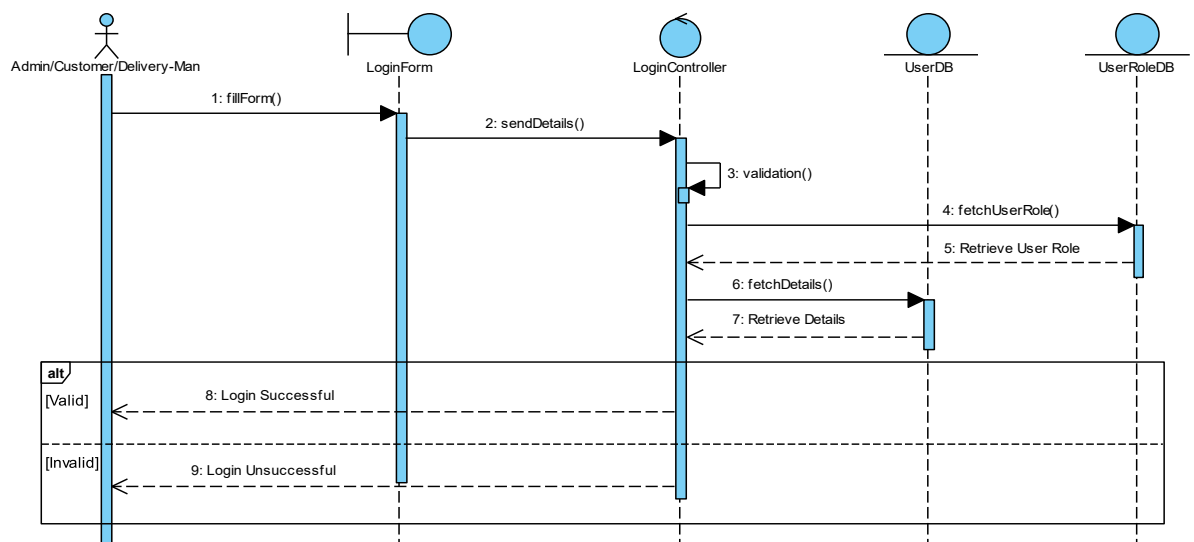 Admin/Customer/Delivery-Man
LoginForm
LoginController
UserDB
UserRoleDB
1: fillForm()
2: sendDetails()
3: validation()
4: fetchUserRole()
5: Retrieve User Role
6: fetchDetails()
7: Retrieve Details
alt
[Valid]
8: Login Successful
[Invalid]
9: Login Unsuccessful